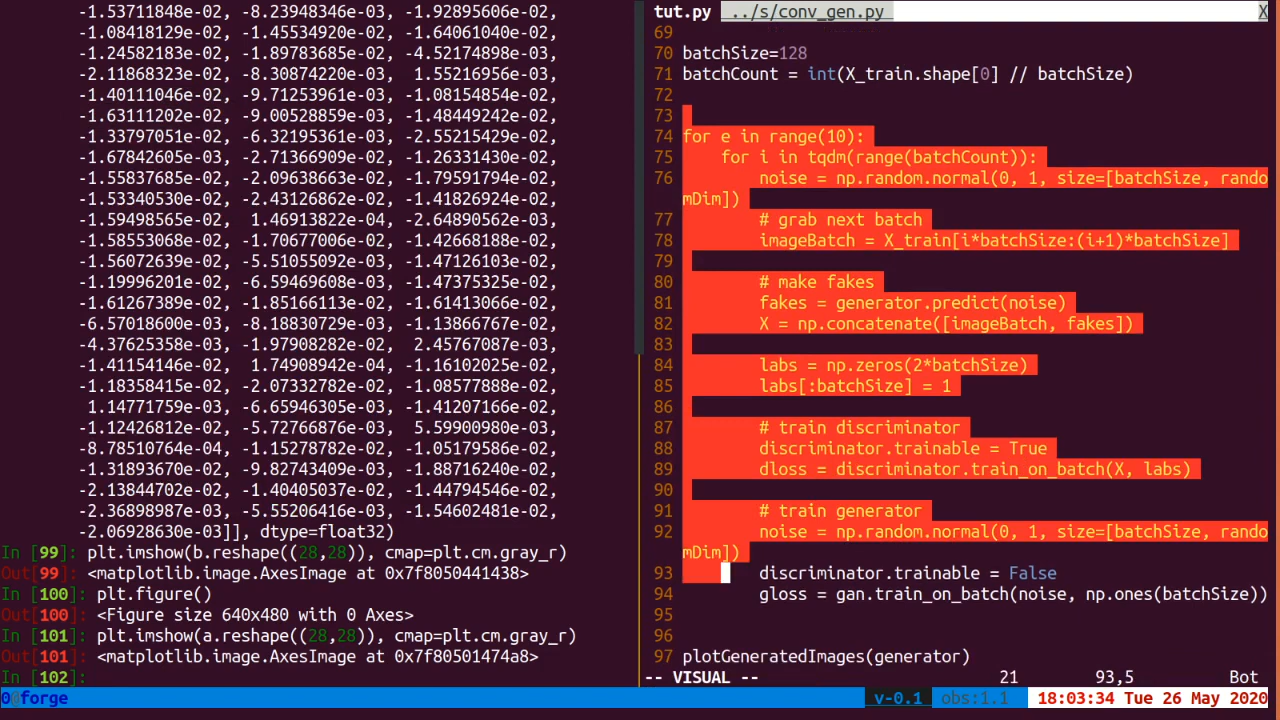 -1.53711848e-02, -8.23948346e-03, -1.92895606e-02,
-1.08418129e-02, -1.45534920e-02, -1.64061040e-02,
-1.24582313e-02, -1.89783685e-02, -4.52174898e-03,
-2.11868323e-02, -8.30874220e-03, 1.55216956e-03,
-1.40111046e-02, -9.71253961e-03, -1.08154854e-02,
-1.63111202e-02, -9.00528859e-03, -1.48449242e-02,
-1.33797051e-02, -6.32195361e-03, -2.55215429e-02,
-1.67842605e-03, -2.71366909e-02, -1.26331430e-02,
-1.55837685e-02, -2.09638663e-02, -1.79591794e-02,
-1.53340530e-02, -2.43126862e-02, -1.41826924e-02,
-1.59498565e-02, 1.46913822e-04, -2.64890562e-03,
-1.58553068e-02, -1.70677006e-02, -1.42668188e-02,
-1.56072639e-02, -5.51055092e-03, -1.47126103e-02,
-1.19996201e-02, -6.59469608e-03, -1.47375325e-02,
-1.61267389e-02, -1.85166113e-02, -1.61413066e-02,
-6.57018600e-03, -8.18830729e-03, -1.13866767e-02,
-4.37625358e-03, -1.97908282e-02, 2.45767087e-03,
-1.41154146e-02, 1.74908942e-04, -1.16102025e-02,
-1.18358415e-02, -2.07332782e-02, -1.08577888e-02,
1.14771759e-03, -6.65946305e-03, -1.41207166e-02,
-1.12426812e-02, -5.72766876e-03, 5.59900980e-03,
-8.78510764e-04, -1.15278782e-02, -1.05179586e-02,
-1.31893670e-02, -9.82743409e-03, -1.88716240e-02,
-2.13844702e-02, -1.40405037e-02, -1.44794546e-02,
-2.36898987e-03, -5.55206416e-03, -1.54602481e-02,
-2.06928630e-03]], dtype=float32)
In [99]: plt.imshow(b.reshape((28,28)), cmap=plt.cm.gray_r)
Out[99]: <matplotlib.image.AxesImage at 0x7f8050441438>
In [100]: plt.figure()
Out[100]: <Figure size 640x480 with 0 Axes>
In [101]: plt.imshow(a.reshape((28,28)), cmap=plt.cm.gray_r)
Out[101]: <matplotlib.image.AxesImage at 0x7f80501474a8>
In [102]:
tut.py ../s/conv_gen.py X
69
70 batchSize=128
71 batchCount = int(X_train.shape[0] // batchSize)
72
73
74 for e in range(10):
75 for i in tqdm(range(batchCount)):
76 noise = np.random.normal(0, 1, size=[batchSize, rando
mDim])
77 # grab next batch
78 imageBatch = X_train[i*batchSize:(i+1)*batchSize]
79
80 # make fakes
81 fakes = generator.predict(noise)
82 X = np.concatenate([imageBatch, fakes])
83
84 labs = np.zeros(2*batchSize)
85 labs[:batchSize] = 1
86
87 # train discriminator
88 discriminator.trainable = True
89 dloss = discriminator.train_on_batch(X, labs)
90
91 # train generator
92 noise = np.random.normal(0, 1, size=[batchSize, rando
mDim])
93 discriminator.trainable = False
94 gloss = gan.train_on_batch(noise, np.ones(batchSize))
95
96
97 plotGeneratedImages(generator)
-- VISUAL -- 21 93,5 Bot
0@forge v-0.1 obs:1.1 18:03:34 Tue 26 May 2020